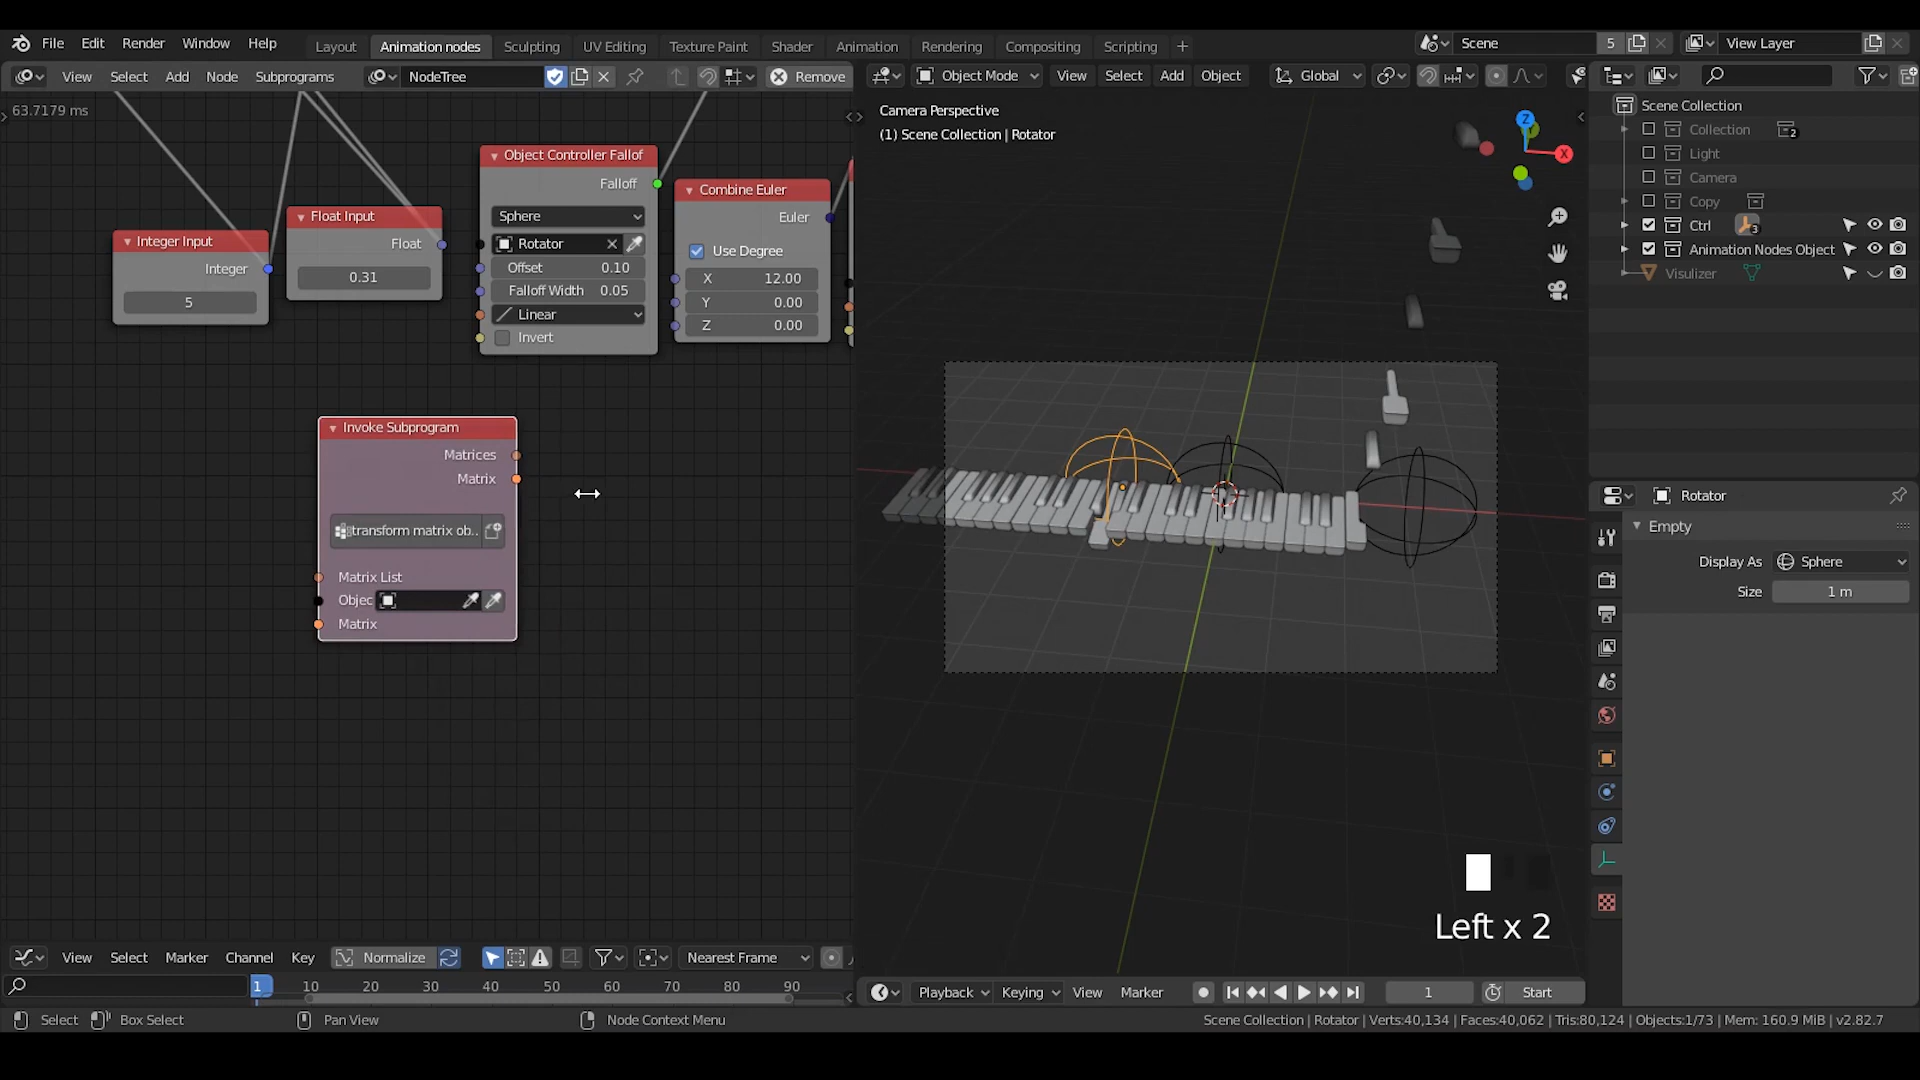 File Edit Render Window Help
Layout Animation nodes Sculpting UV Editing Texture Paint Shader Animation Rendering Compositing Scripting
Scene 5 View Layer
View Select Add Node Subprograms NodeTree Remove
Object Mode View Select Add Object Global
63.7179 ms
Camera Perspective
(1) Scene Collection | Rotator
Z
X
Integer Input
Integer
5
Float Input
Float
0.31
Object Controller Fallof
Falloff
Sphere
Rotator
Offset 0.10
Falloff Width 0.05
Linear
Invert
Combine Euler
Euler
Use Degree
X 12.00
Y 0.00
Z 0.00
Invoke Subprogram
Matrices
Matrix
transform matrix ob..
Matrix List
Objec
Matrix
Scene Collection
Collection 2
Light
Camera
Copy
Ctrl 3
Animation Nodes Object
Visulizer
Rotator
Empty
Display As Sphere
Size 1 m
Left x 2
View Select Marker Channel Key Normalize Nearest Frame
1 10 20 30 40 50 60 70 80 90
Playback Keying View Marker 1 Start
Select Box Select Pan View Node Context Menu
Scene Collection | Rotator | Verts:40,134 | Faces:40,062 | Tris:80,124 | Objects:1/73 | Mem: 160.9 MiB | v2.82.7